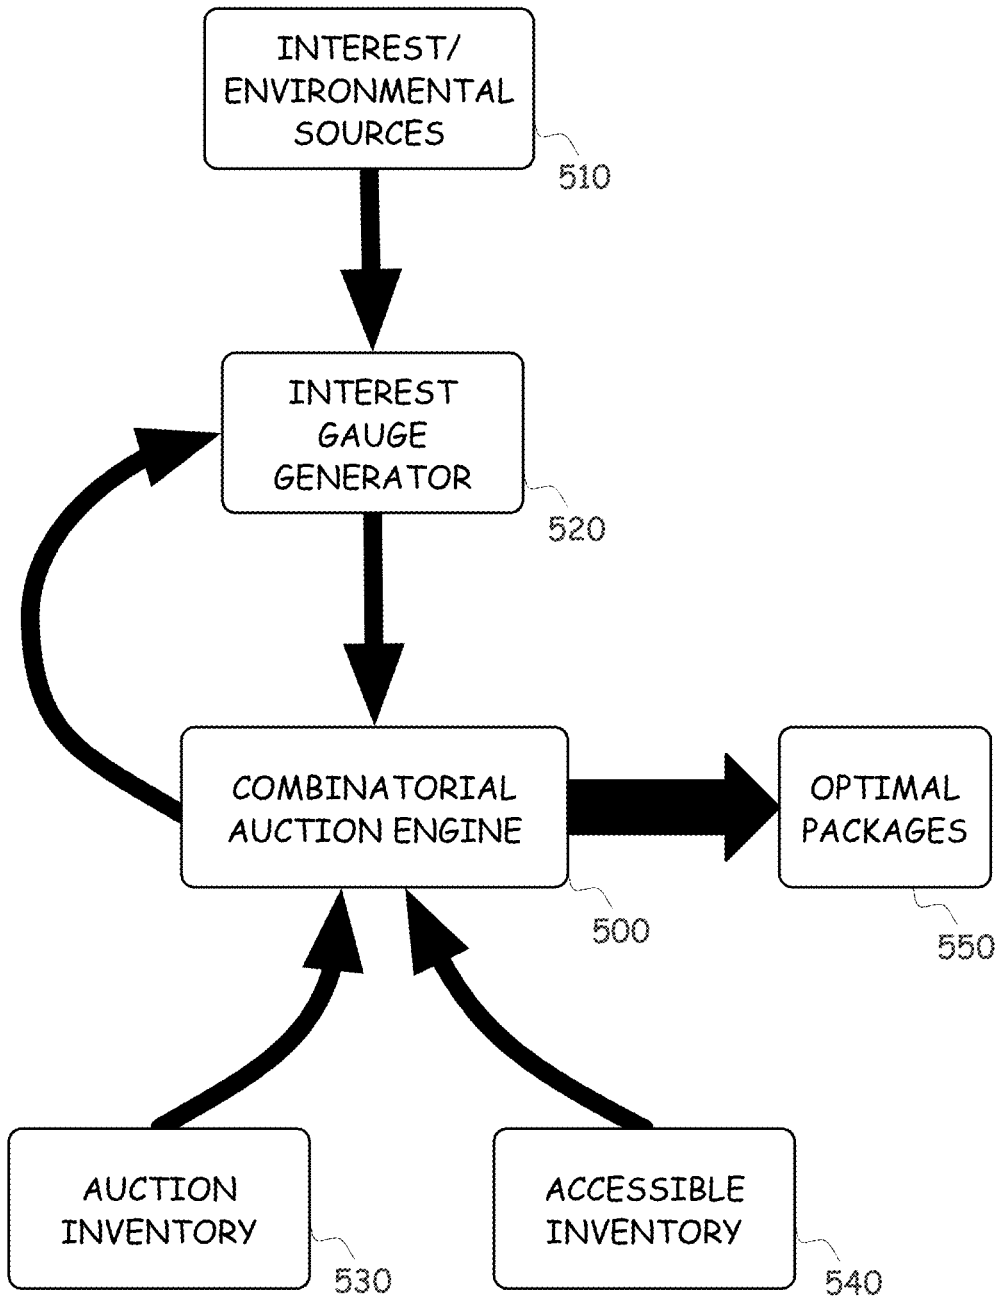 INTEREST/
ENVIRONMENTAL
SOURCES
510
INTEREST
GAUGE
GENERATOR
520
COMBINATORIAL
AUCTION ENGINE
500
OPTIMAL
PACKAGES
550
AUCTION
INVENTORY
530
ACCESSIBLE
INVENTORY
540